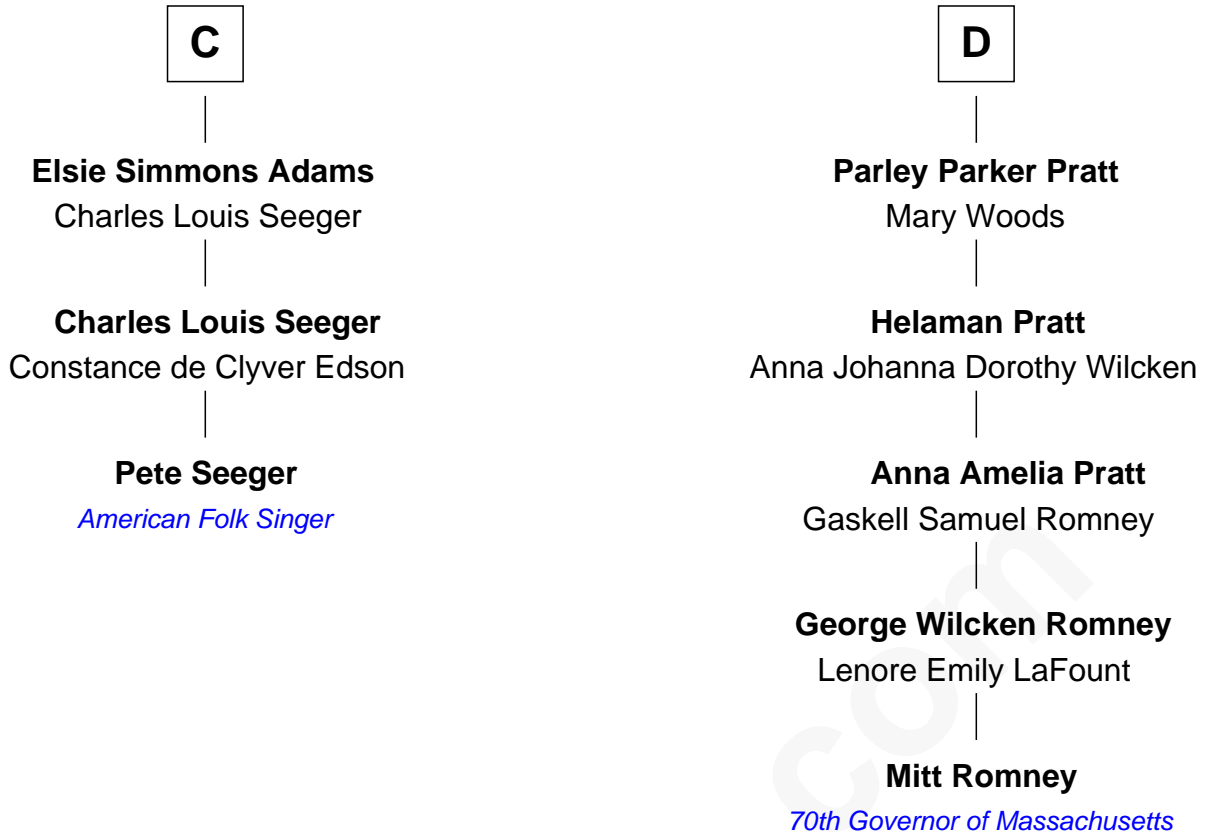 C
Elsie Simmons Adams
Charles Louis Seeger
Charles Louis Seeger
Constance de Clyver Edson
Pete Seeger
American Folk Singer
D
Parley Parker Pratt
Mary Woods
Helaman Pratt
Anna Johanna Dorothy Wilcken
Anna Amelia Pratt
Gaskell Samuel Romney
George Wilcken Romney
Lenore Emily LaFount
Mitt Romney
70th Governor of Massachusetts
com